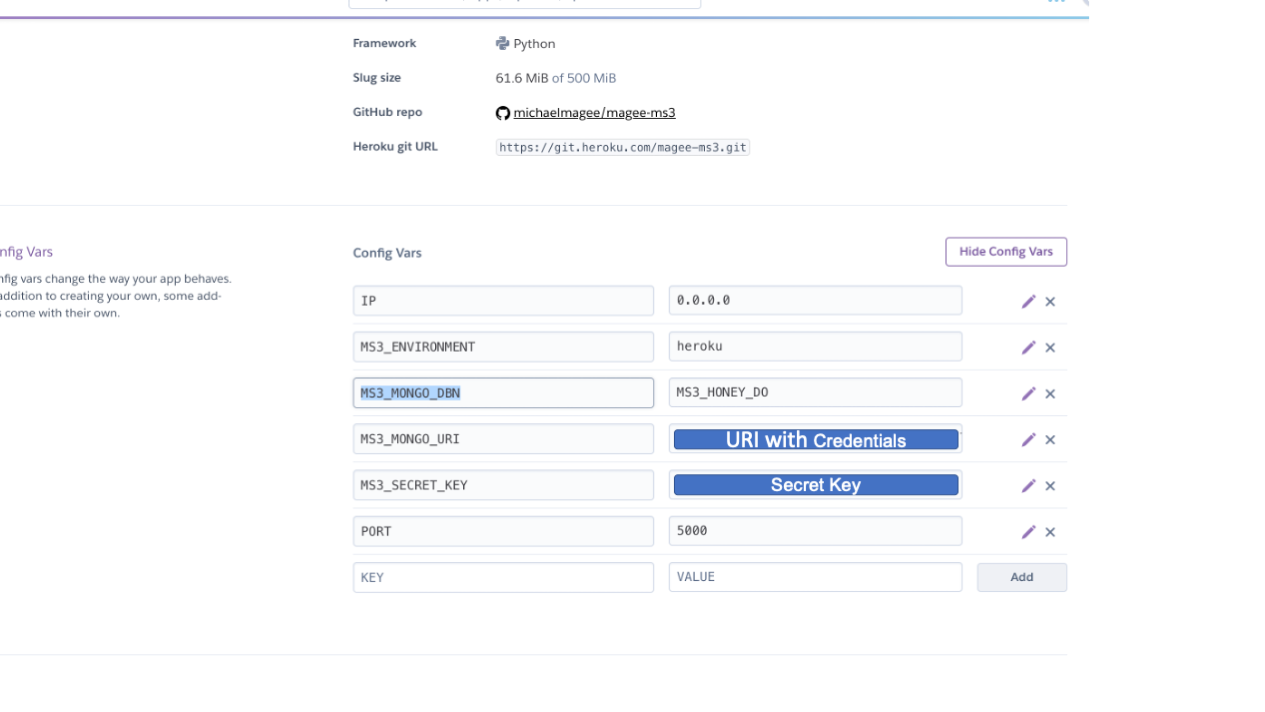 Framework Python
Slug size 61.6 MiB of 500 MiB
GitHub repo michaelmagee/magee-ms3
Heroku git URL https://git.heroku.com/magee-ms3.git
nfig Vars
nfig vars change the way your app behaves.
addition to creating your own, some add-
s come with their own.
Config Vars Hide Config Vars
IP 0.0.0.0
MS3_ENVIRONMENT heroku
MS3_MONGO_DBN MS3_HONEY_DO
MS3_MONGO_URI URI with Credentials
MS3_SECRET_KEY Secret Key
PORT 5000
KEY VALUE Add